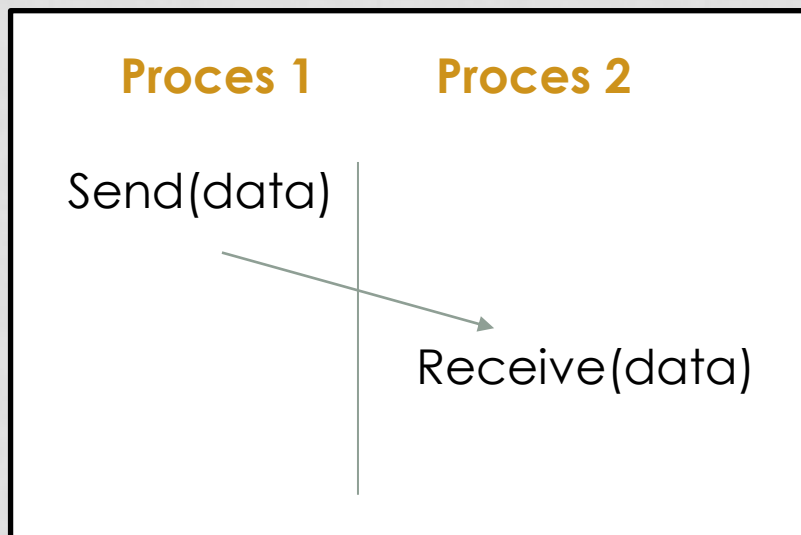 Proces 1 Proces 2
Send(data)
Receive(data)